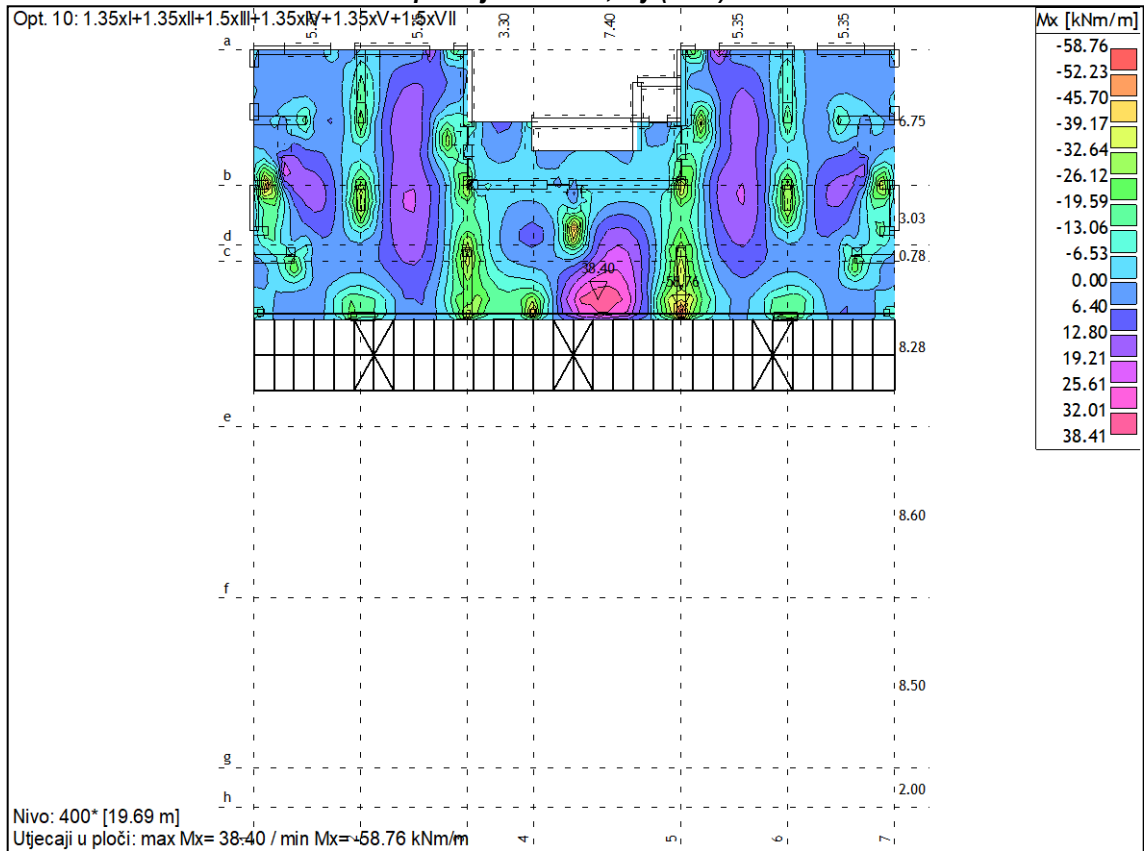 Opt. 10: 1.35xI+1.35xII+1.5xIII+1.35xIV+1.35xV+1.5xVII
3.30
7.40
5.35
5.35
a
6.75
b
3.03
d
c
0.78
38.40
58.76
8.28
e
8.60
f
8.50
g
2.00
h
4
5
6
7
Nivo: 400* [19.69 m]
Utjecaji u ploči: max Mx= 38.40 / min Mx= -58.76 kNm/m
Mx [kNm/m]
-58.76
-52.23
-45.70
-39.17
-32.64
-26.12
-19.59
-13.06
-6.53
0.00
6.40
12.80
19.21
25.61
32.01
38.41